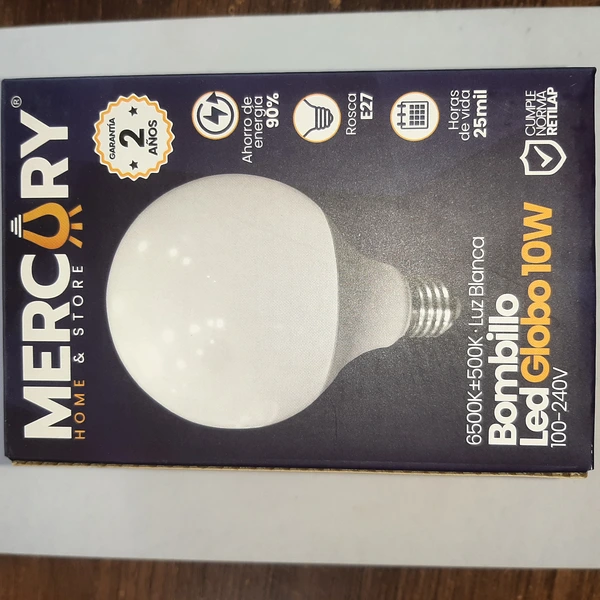 MERCURY®
HOME & STORE
GARANTÍA
2
AÑOS
Ahorro de
energía
90%
Rosca
E27
Horas
de vida
25mil
CUMPLE
NORMA
RETILAP
6500K±500K · Luz Blanca
Bombillo
Led Globo 10W
100-240V